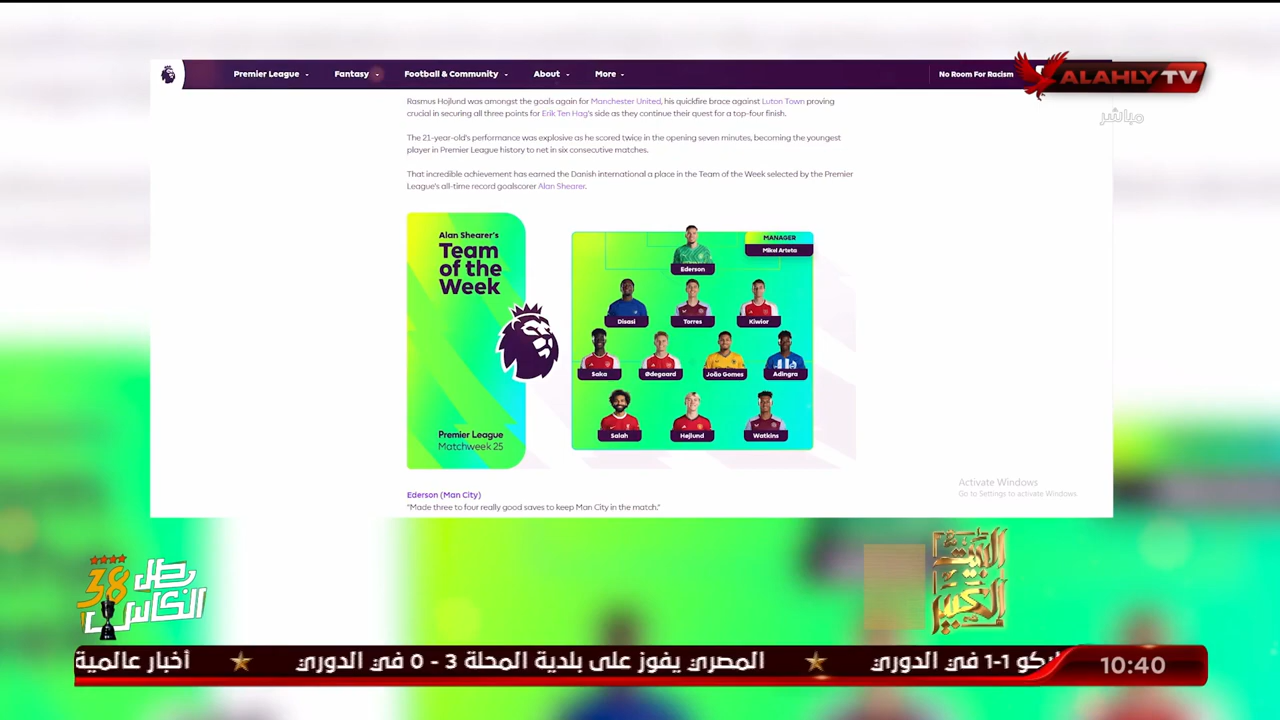 Premier League
Fantasy
Football & Community
About
More
No Room For Racism
ALAHLY TV
مباشر
Rasmus Hojlund was amongst the goals again for Manchester United, his quickfire brace against Luton Town proving
crucial in securing all three points for Erik Ten Hag's side as they continue their quest for a top-four finish.
The 21-year-old's performance was explosive as he scored twice in the opening seven minutes, becoming the youngest
player in Premier League history to net in six consecutive matches.
That incredible achievement has earned the Danish international a place in the Team of the Week selected by the Premier
League's all-time record goalscorer Alan Shearer.
Alan Shearer's
Team
of the
Week
Premier League
Matchweek 25
MANAGER
Mikel Arteta
Ederson
Disasi
Torres
Kiwior
Saka
Ødegaard
João Gomes
Adingra
Salah
Højlund
Watkins
Activate Windows
Go to Settings to activate Windows.
Ederson (Man City)
"Made three to four really good saves to keep Man City in the match."
البيت
الكبير
38
الكاس
1-1 في الدوري
المصري يفوز على بلدية المحلة 3 - 0 في الدوري
أخبار عالمية
10:40